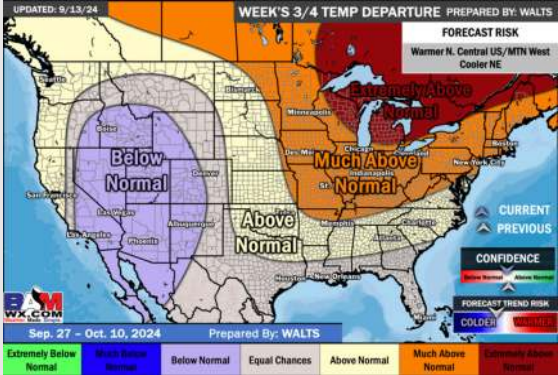 UPDATED: 9/13/24
WEEK'S 3/4 TEMP DEPARTURE PREPARED BY: WALTS
FORECAST RISK
Warmer N. Central US/MTN West
Cooler NE
Seattle
Bismarck
Extremely Above
Normal
Minneapolis
Boise
Boston
Chicago
Des Mo
Cleveland
New York City
Below
Normal
Much Above
Normal
Indianapolis
Denver
St.
San Francisco
Las Vegas
Albuquerque
Above
Normal
Memphis
Charlotte
CURRENT
PREVIOUS
Los Angeles
Phoenix
Atlanta
CONFIDENCE
Below Normal
Above Normal
Houston
New Orleans
FORECAST TREND RISK
COLDER
WARMER
Miami
BAM
WX.COM
Sep. 27 – Oct. 10, 2024 Prepared By: WALTS
Extremely Below
Normal
Much Below
Normal
Below
Normal
Equal Chances
Above Normal
Much Above
Normal
Extremely Above
Normal